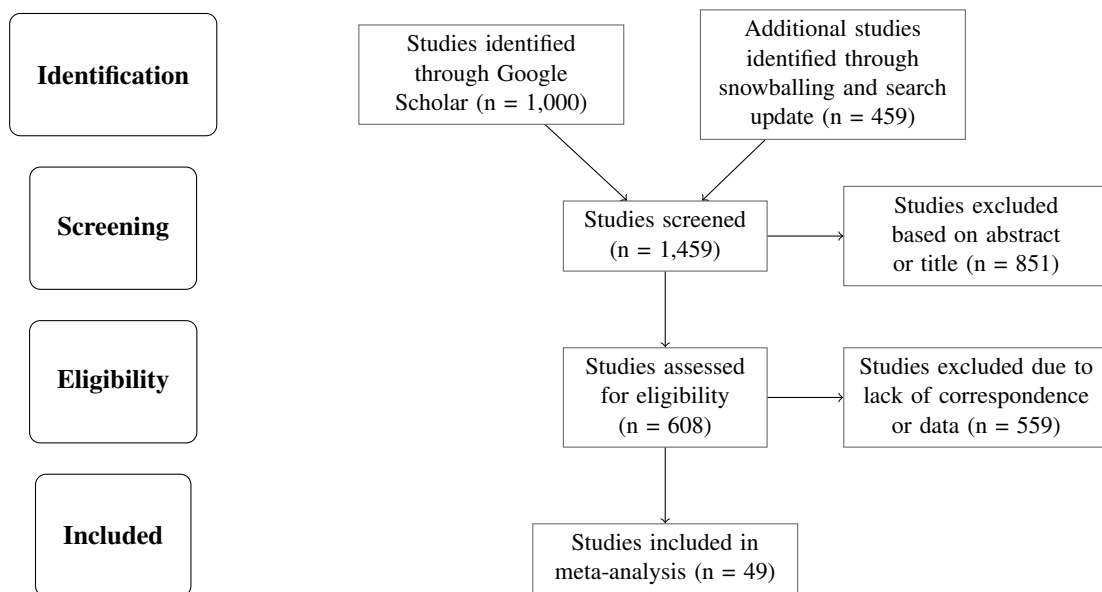 Identification
Studies identified
through Google
Scholar (n = 1,000)
Additional studies
identified through
snowballing and search
update (n = 459)
Screening
Studies screened
(n = 1,459)
Studies excluded
based on abstract
or title (n = 851)
Eligibility
Studies assessed
for eligibility
(n = 608)
Studies excluded due to
lack of correspondence
or data (n = 559)
Included
Studies included in
meta-analysis (n = 49)